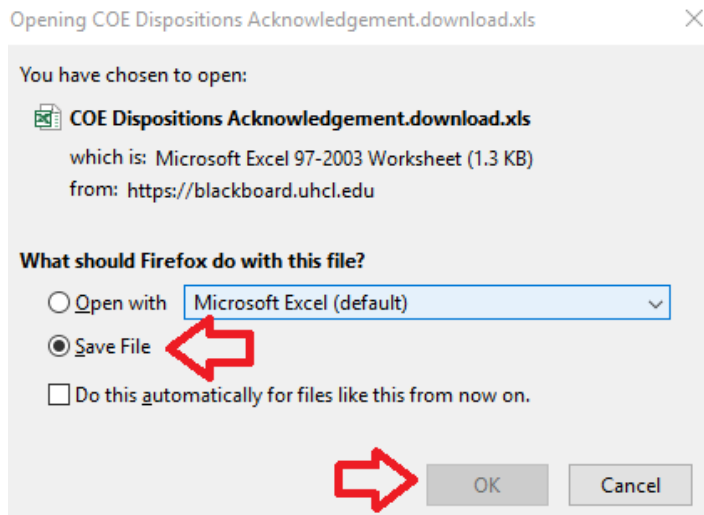 Opening COE Dispositions Acknowledgement.download.xls
You have chosen to open:
COE Dispositions Acknowledgement.download.xls
which is: Microsoft Excel 97-2003 Worksheet (1.3 KB)
from: https://blackboard.uhcl.edu
What should Firefox do with this file?
Open with Microsoft Excel (default)
Save File
Do this automatically for files like this from now on.
OK Cancel